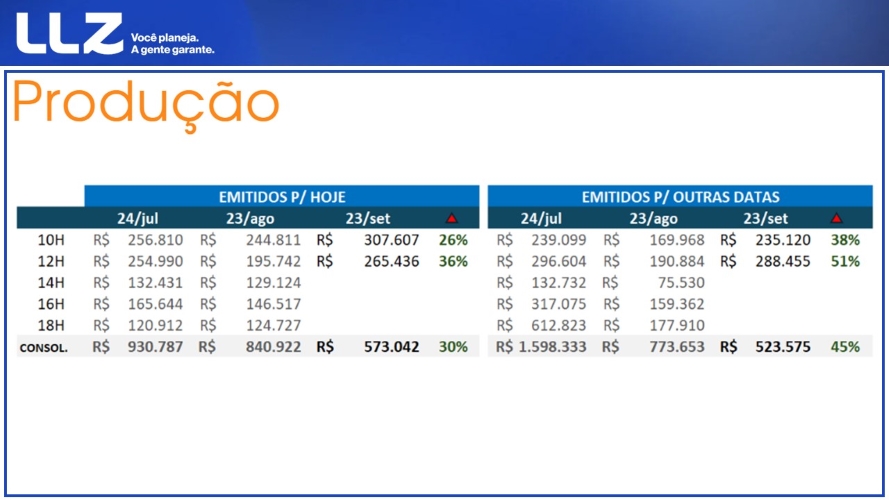 LLZ Você planeja.
A gente garante.
Produção
EMITIDOS P/ HOJE EMITIDOS P/ OUTRAS DATAS
24/jul 23/ago 23/set 24/jul 23/ago 23/set
10H R$ 256.810 R$ 244.811 R$ 307.607 26% R$ 239.099 R$ 169.968 R$ 235.120 38%
12H R$ 254.990 R$ 195.742 R$ 265.436 36% R$ 296.604 R$ 190.884 R$ 288.455 51%
14H R$ 132.431 R$ 129.124 R$ 132.732 R$ 75.530
16H R$ 165.644 R$ 146.517 R$ 317.075 R$ 159.362
18H R$ 120.912 R$ 124.727 R$ 612.823 R$ 177.910
CONSOL. R$ 930.787 R$ 840.922 R$ 573.042 30% R$ 1.598.333 R$ 773.653 R$ 523.575 45%